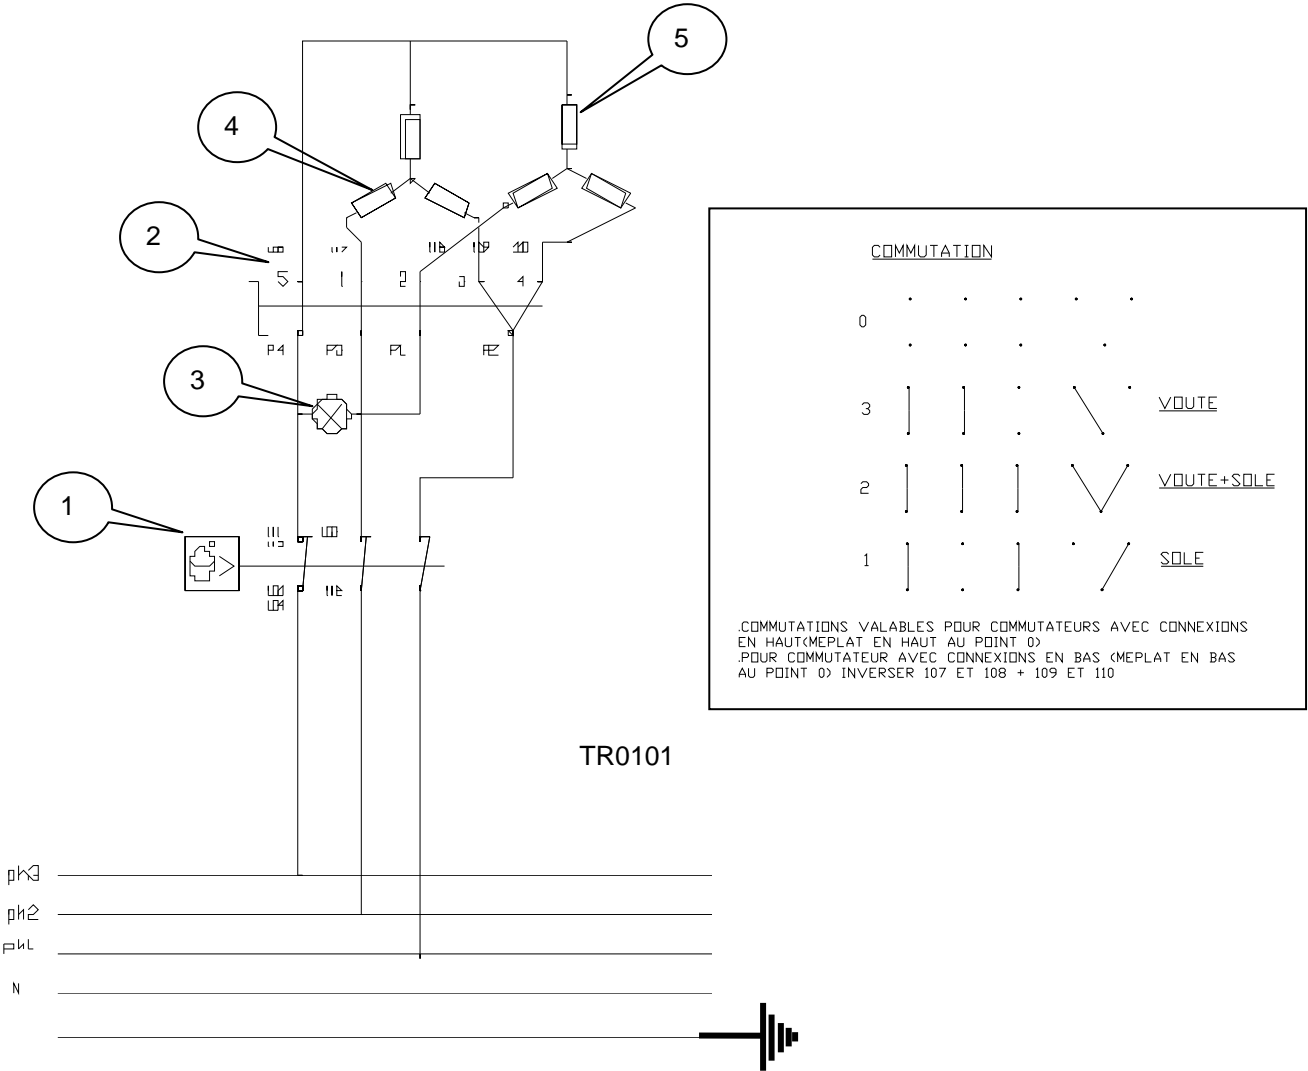 5
4
2
5 1 2 3 4
P4 P3 P1 P2
3
1
COMMUTATION
0
3 VOUTE
2 VOUTE+SOLE
1 SOLE
.COMMUTATIONS VALABLES POUR COMMUTATEURS AVEC CONNEXIONS
EN HAUT(MEPLAT EN HAUT AU POINT 0)
.POUR COMMUTATEUR AVEC CONNEXIONS EN BAS (MEPLAT EN BAS
AU POINT 0) INVERSER 107 ET 108 + 109 ET 110
TR0101
ph3
ph2
ph1
N